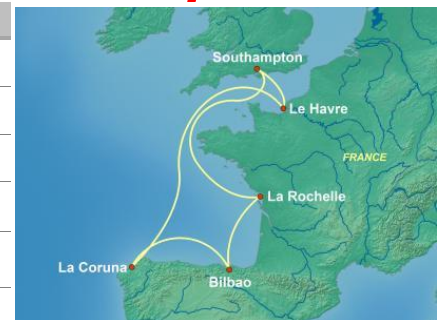 Southampton
Le Havre
FRANCE
La Rochelle
La Coruna
Bilbao